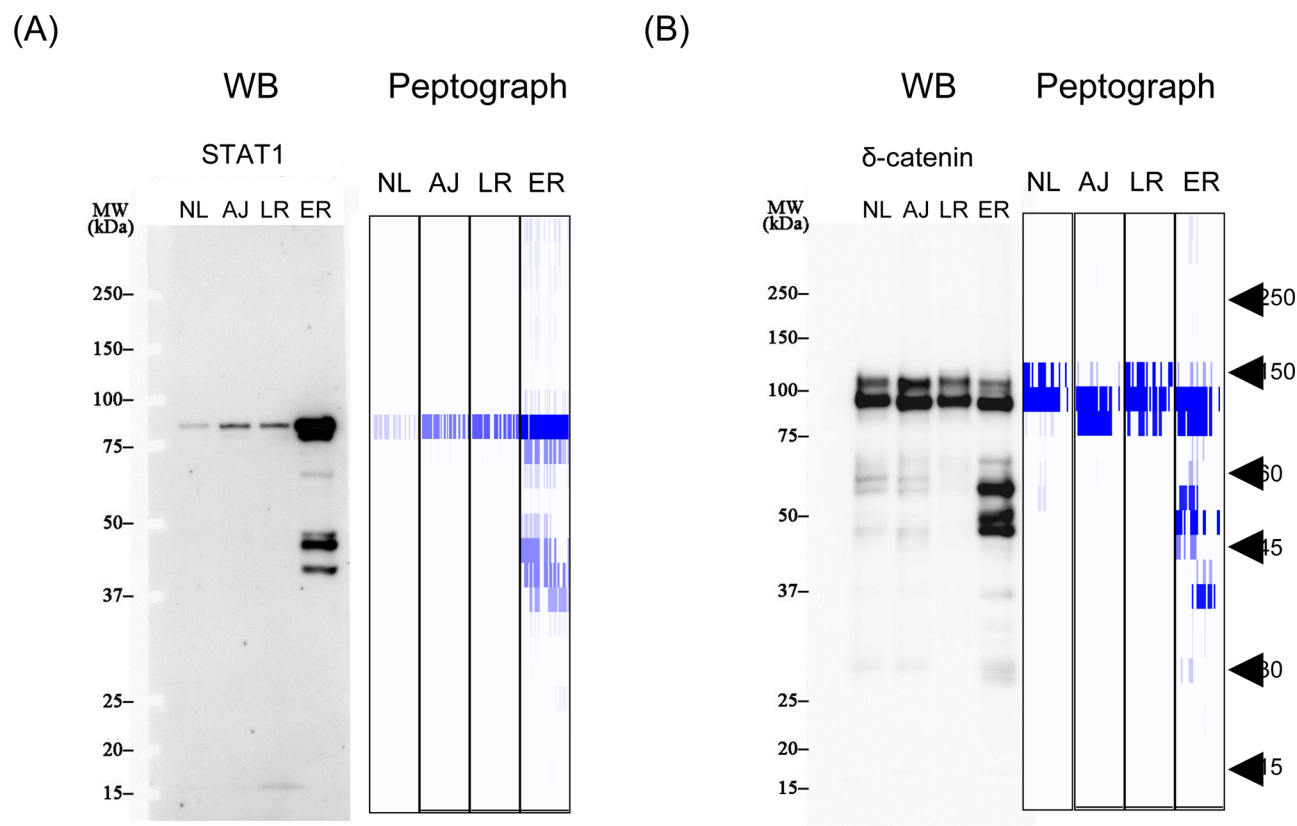 (A)
(B)
WB
Peptograph
WB
Peptograph
STAT1
δ-catenin
NL AJ LR ER
NL AJ LR ER
MW
(kDa)
NL AJ LR ER
250
150
100
75
50
37
25
20
15
MW
(kDa)
NL AJ LR ER
250
150
100
75
50
37
25
20
15
250
150
60
45
30
15